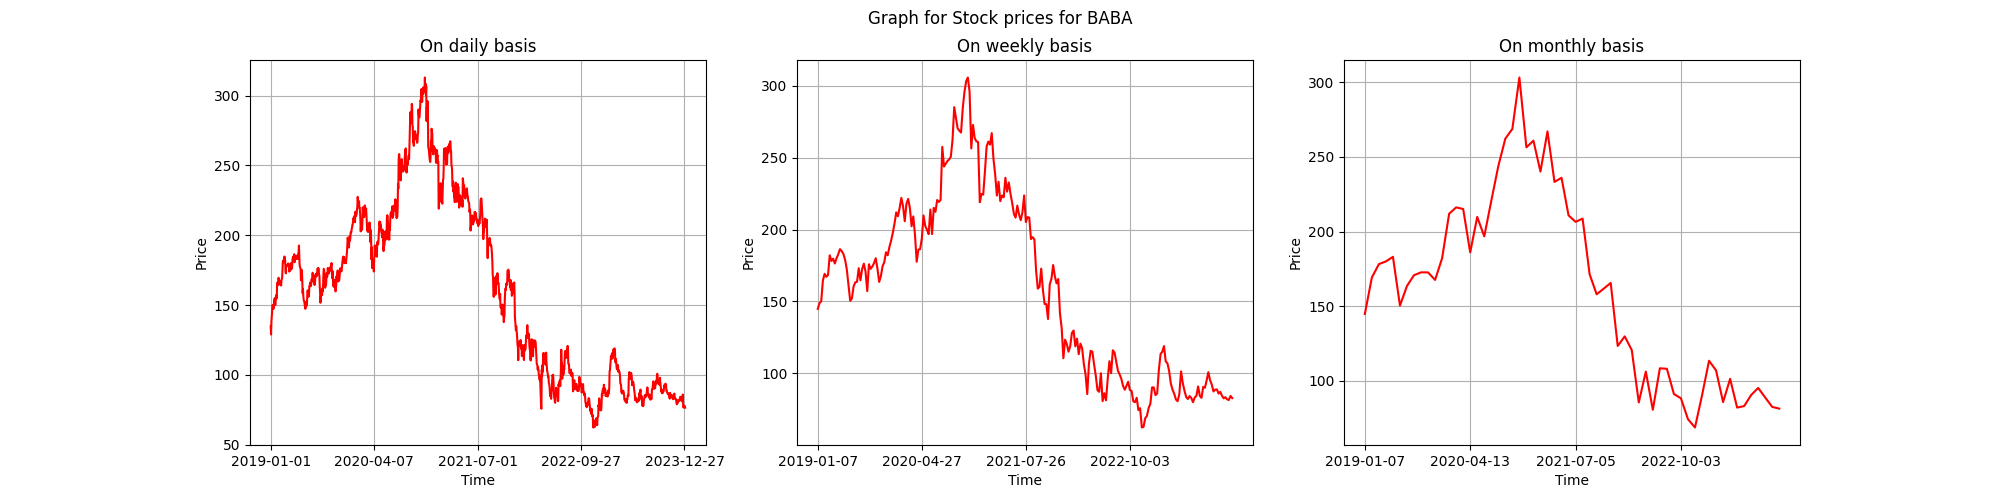 Graph for Stock prices for BABA
On daily basis
300
250
200
150
100
50
Price
2019-01-01 2020-04-07 2021-07-01 2022-09-27 2023-12-27
Time
On weekly basis
300
250
200
150
100
Price
2019-01-07 2020-04-27 2021-07-26 2022-10-03
Time
On monthly basis
300
250
200
150
100
Price
2019-01-07 2020-04-13 2021-07-05 2022-10-03
Time